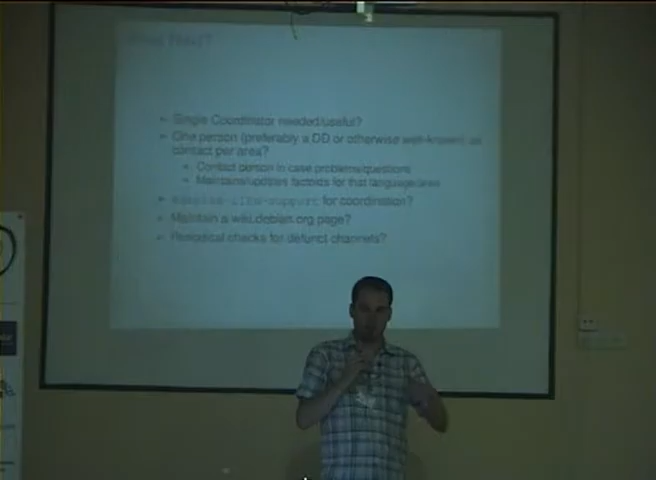 Single Coordinator needed/useful?
One person (preferably a DD or otherwise well-known) as
contact per area?
Contact person in case problems/questions
Maintains/updates factoids for that language/area
for coordination?
Maintain a wiki.debian.org page?
Periodical checks for defunct channels?